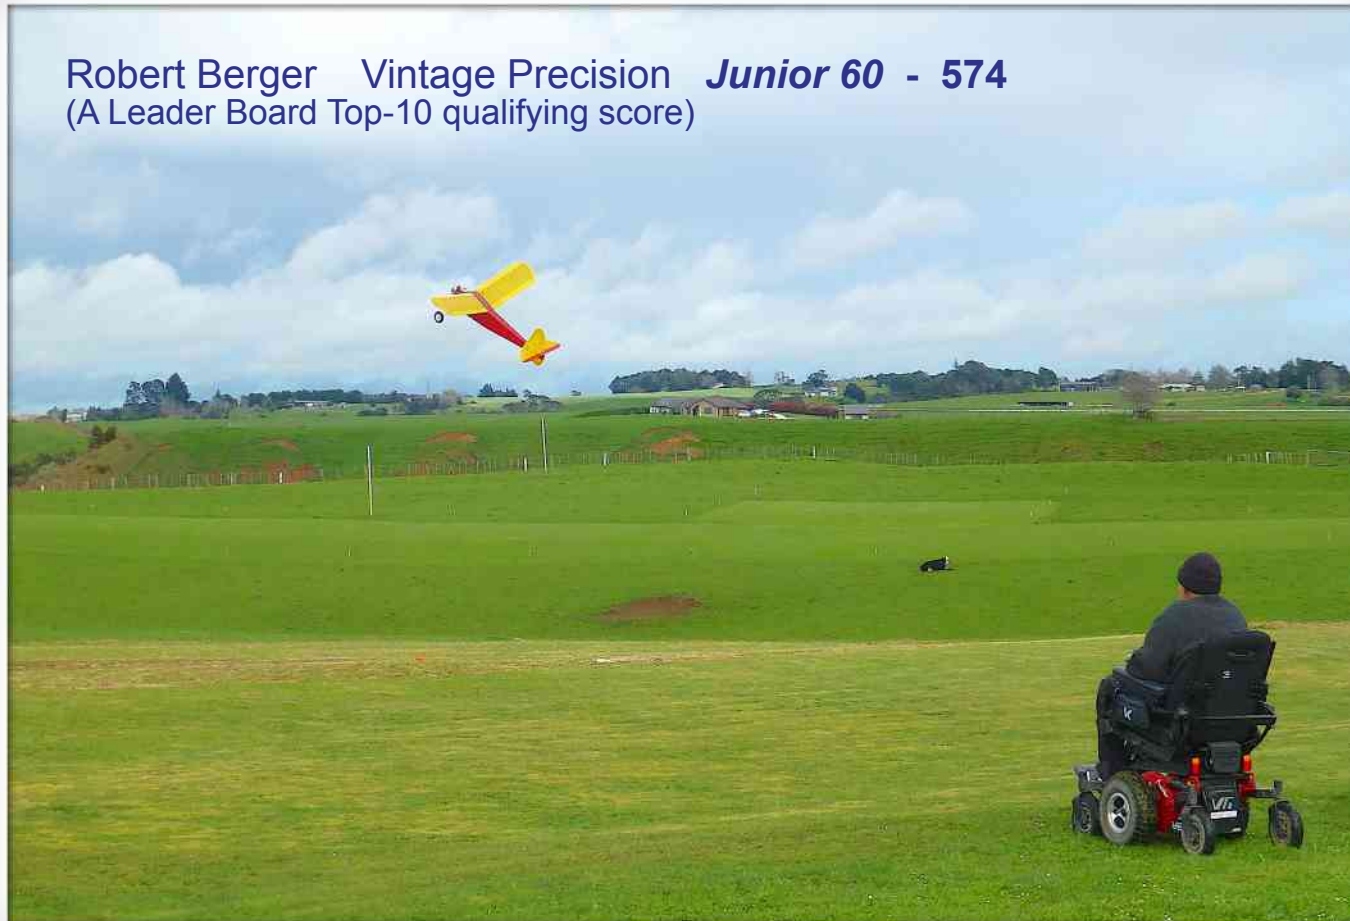 Robert Berger Vintage Precision Junior 60 - 574
(A Leader Board Top-10 qualifying score)